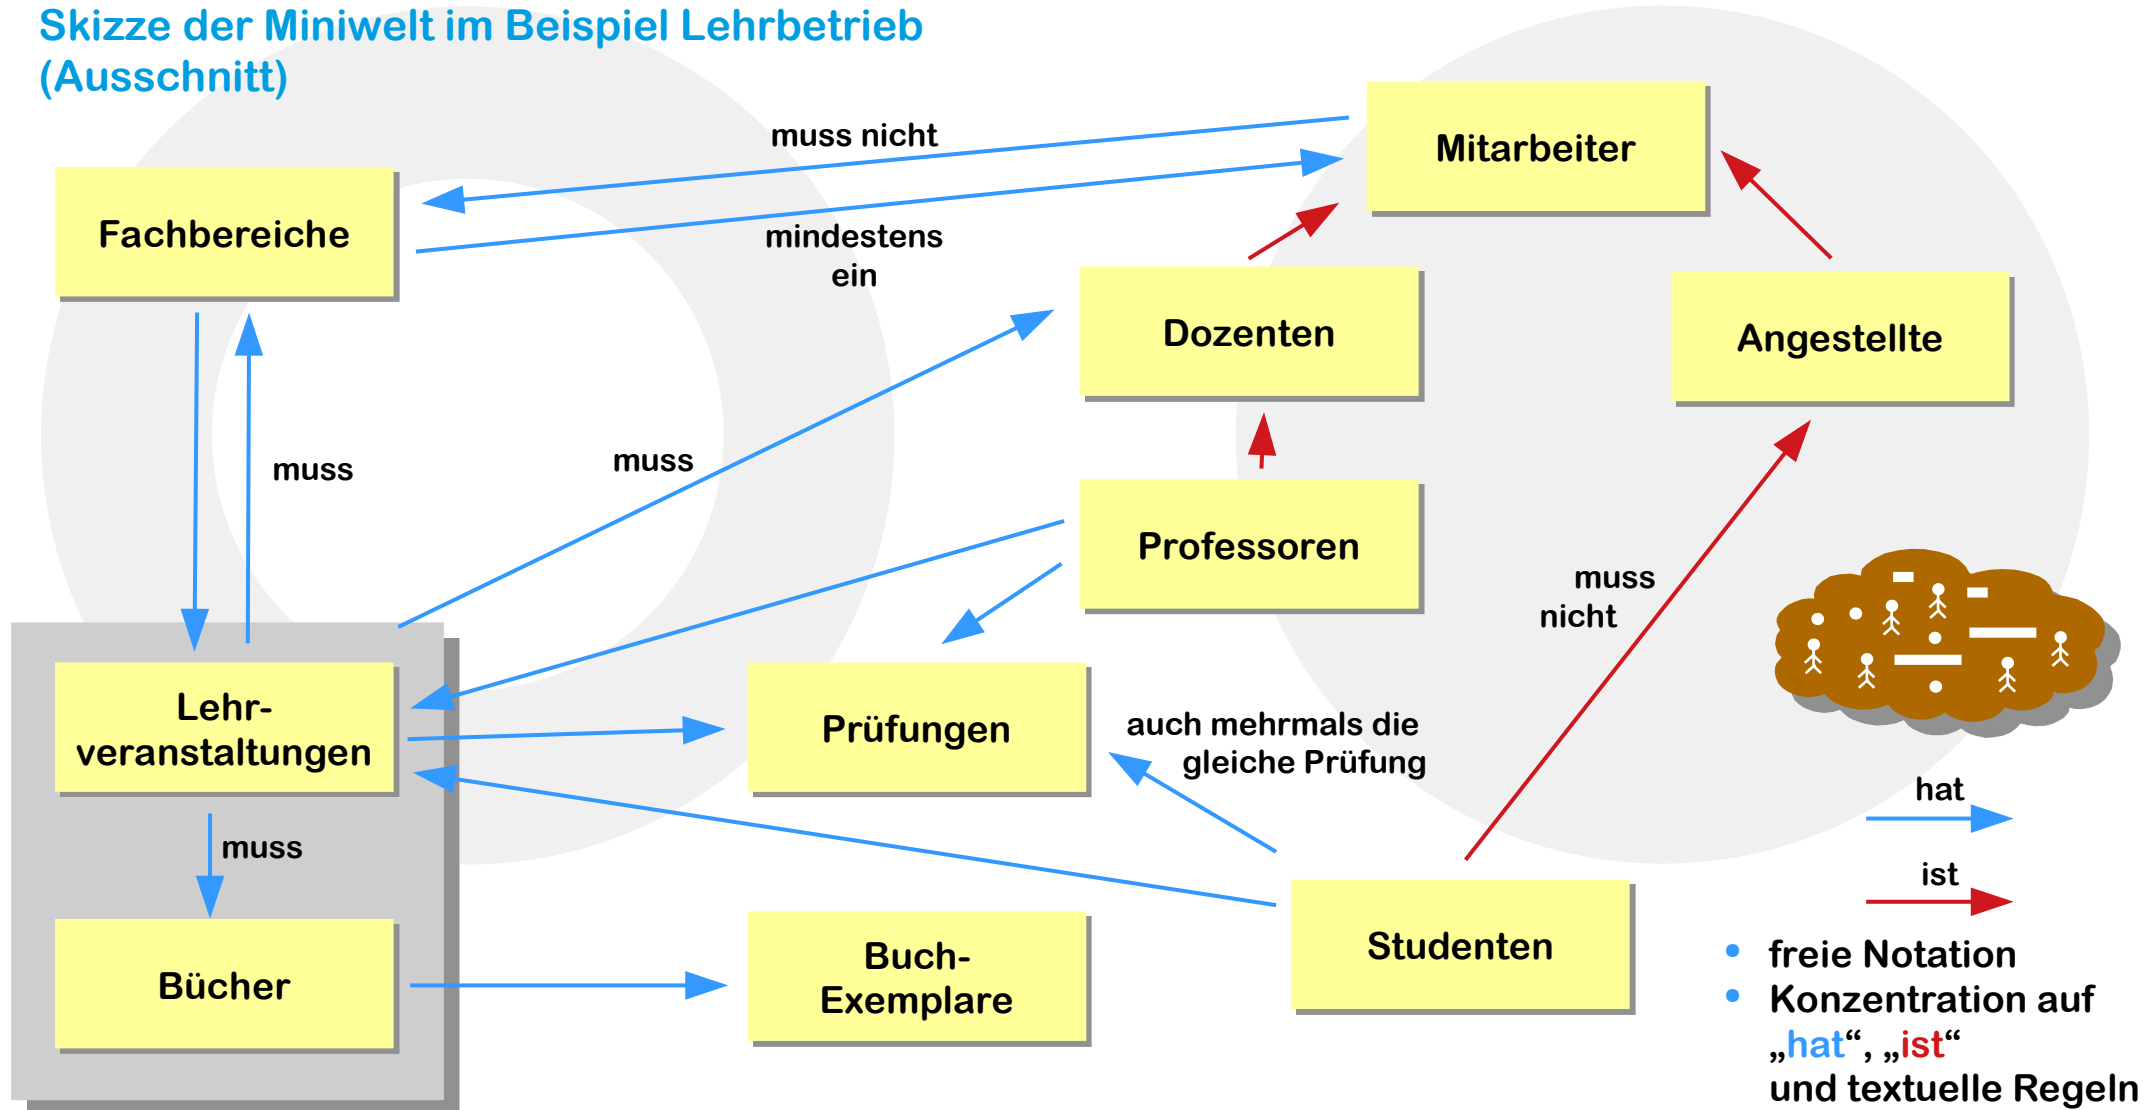 Skizze der Miniwelt im Beispiel Lehrbetrieb
(Ausschnitt)
muss nicht
Mitarbeiter
Fachbereiche
mindestens
ein
Dozenten
Angestellte
muss
muss
Professoren
muss
nicht
Lehr-
veranstaltungen
Prüfungen
auch mehrmals die
gleiche Prüfung
hat
muss
ist
Bücher
Buch-
Exemplare
Studenten
• freie Notation
• Konzentration auf
„hat“, „ist“
und textuelle Regeln